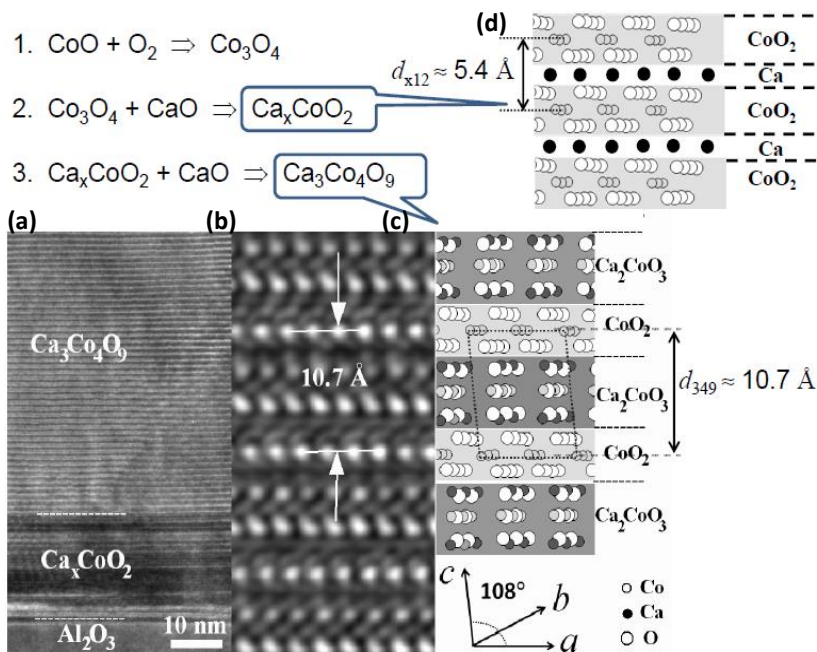 1. CoO + O₂ ⇒ Co₃O₄
2. Co₃O₄ + CaO ⇒ CaₓCoO₂
3. CaₓCoO₂ + CaO ⇒ Ca₃Co₄O₉
(d)
d_x12 ≈ 5.4 Å
CoO₂
Ca
CoO₂
Ca
CoO₂
(a)
Ca₃Co₄O₉
CaₓCoO₂
Al₂O₃
10 nm
(b)
10.7 Å
(c)
Ca₂CoO₃
CoO₂
Ca₂CoO₃
CoO₂
Ca₂CoO₃
d₃₄₉ ≈ 10.7 Å
c
108°
b
a
Co
Ca
O